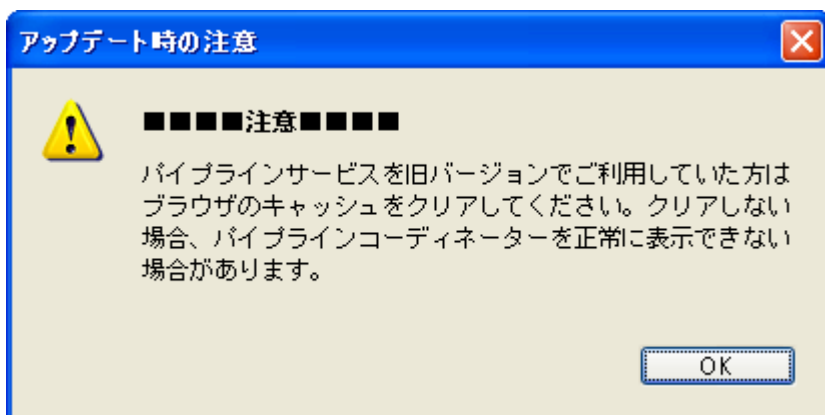 アップデート時の注意
■■■■注意■■■■
パイプラインサービスを旧バージョンでご利用していた方は
ブラウザのキャッシュをクリアしてください。クリアしない
場合、パイプラインコーディネーターを正常に表示できない
場合があります。
OK